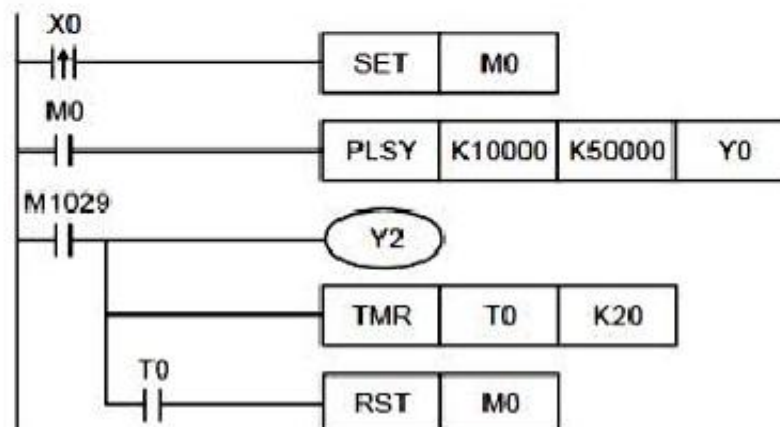 X0
SET M0
M0
PLSY K10000 K50000 Y0
M1029
Y2
TMR T0 K20
T0
RST M0